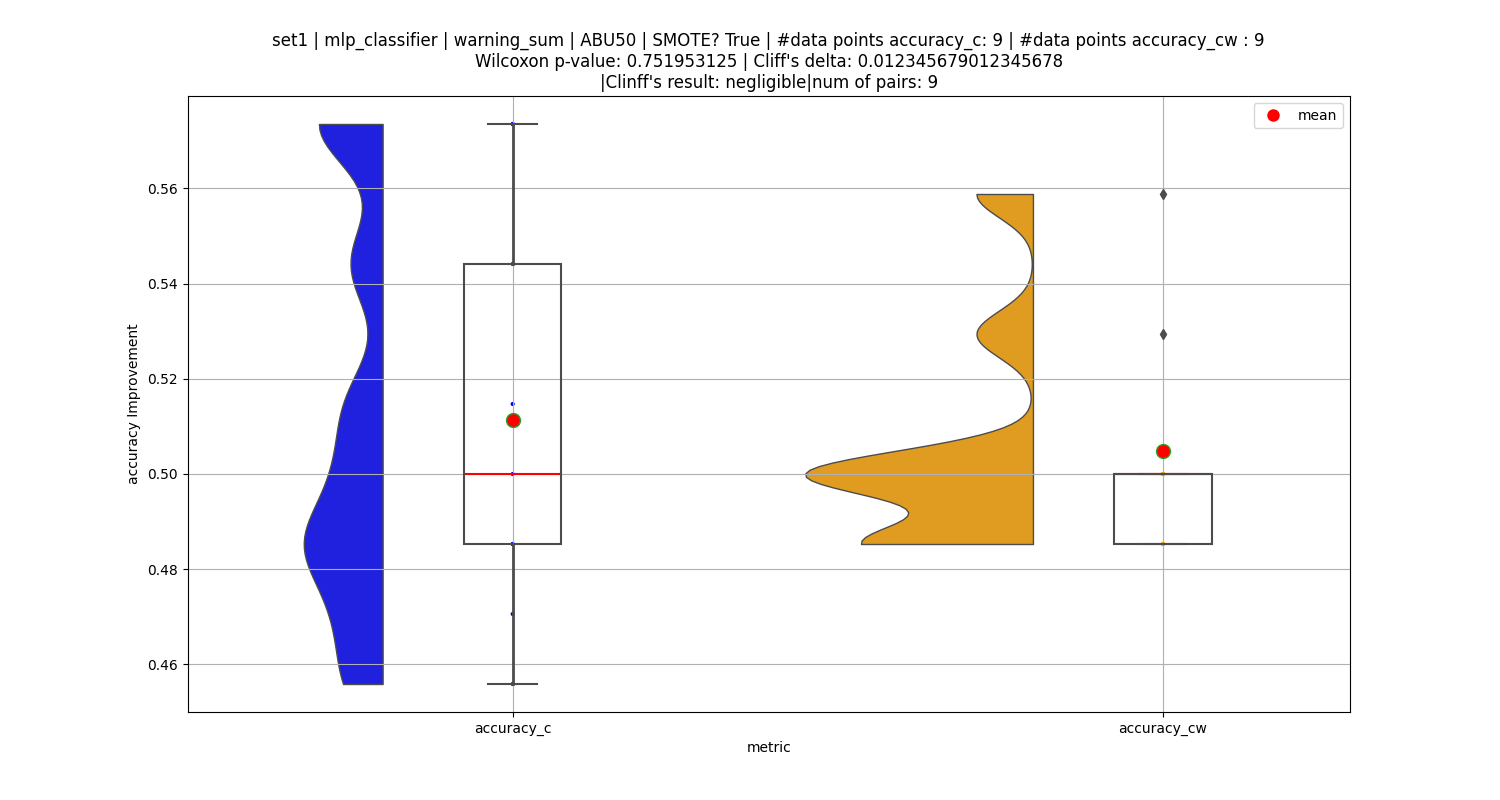 set1 | mlp_classifier | warning_sum | ABU50 | SMOTE? True | #data points accuracy_c: 9 | #data points accuracy_cw : 9
Wilcoxon p-value: 0.751953125 | Cliff's delta: 0.012345679012345678
|Clinff's result: negligible|num of pairs: 9
mean
0.56
0.54
0.52
0.50
0.48
0.46
accuracy Improvement
accuracy_c
accuracy_cw
metric